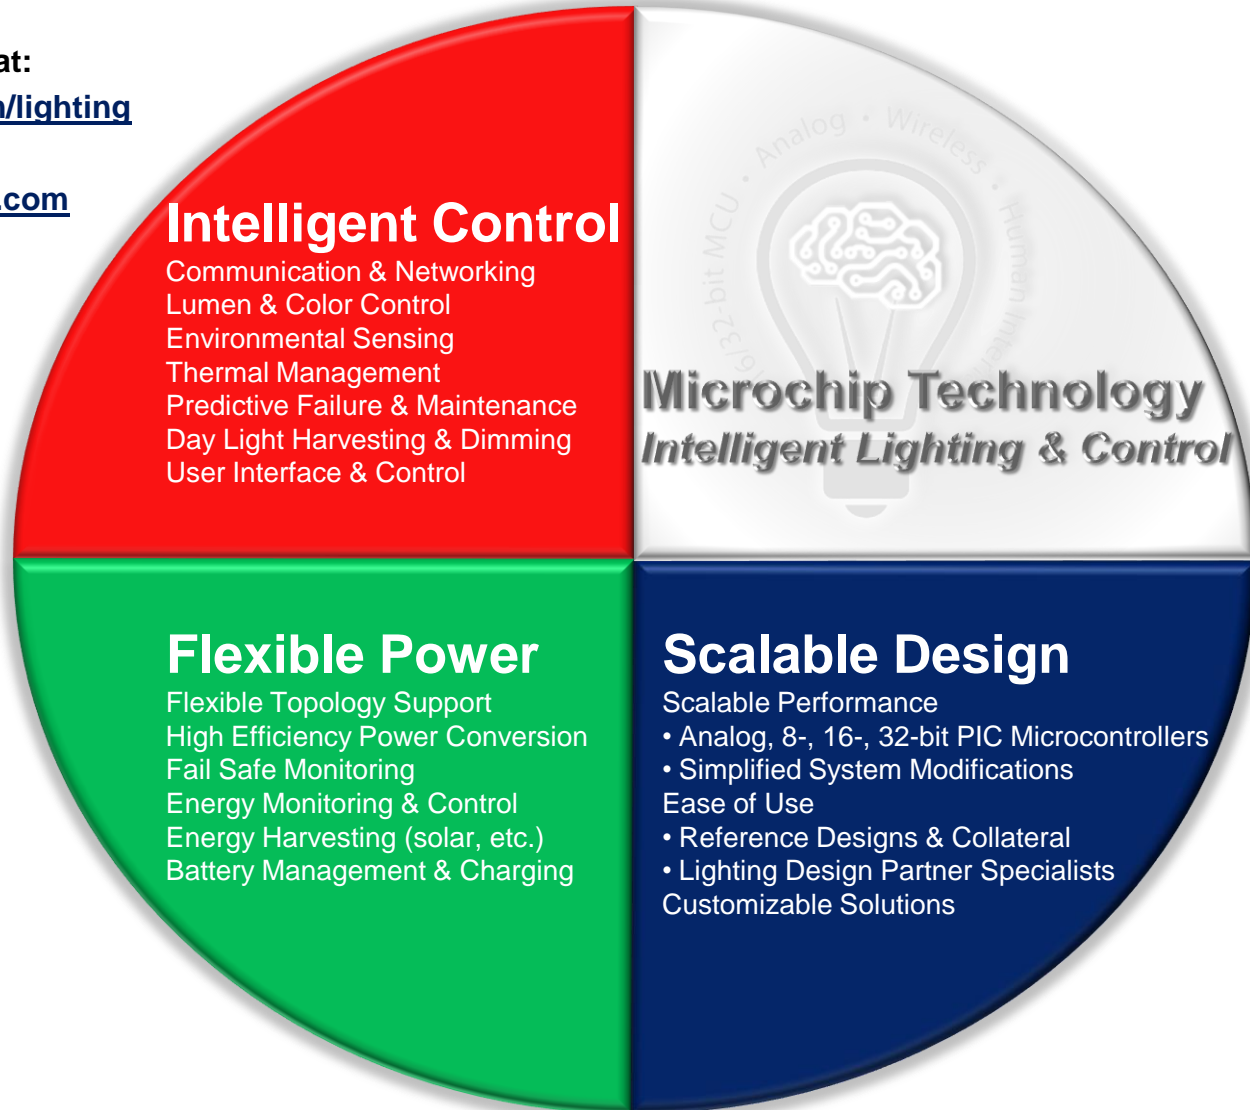 at:
/lighting
.com
Intelligent Control
Communication & Networking
Lumen & Color Control
Environmental Sensing
Thermal Management
Predictive Failure & Maintenance
Day Light Harvesting & Dimming
User Interface & Control
16/32-bit MCU • Analog • Wireless • Human
Microchip Technology
Intelligent Lighting & Control
Flexible Power
Flexible Topology Support
High Efficiency Power Conversion
Fail Safe Monitoring
Energy Monitoring & Control
Energy Harvesting (solar, etc.)
Battery Management & Charging
Scalable Design
Scalable Performance
• Analog, 8-, 16-, 32-bit PIC Microcontrollers
• Simplified System Modifications
Ease of Use
• Reference Designs & Collateral
• Lighting Design Partner Specialists
Customizable Solutions